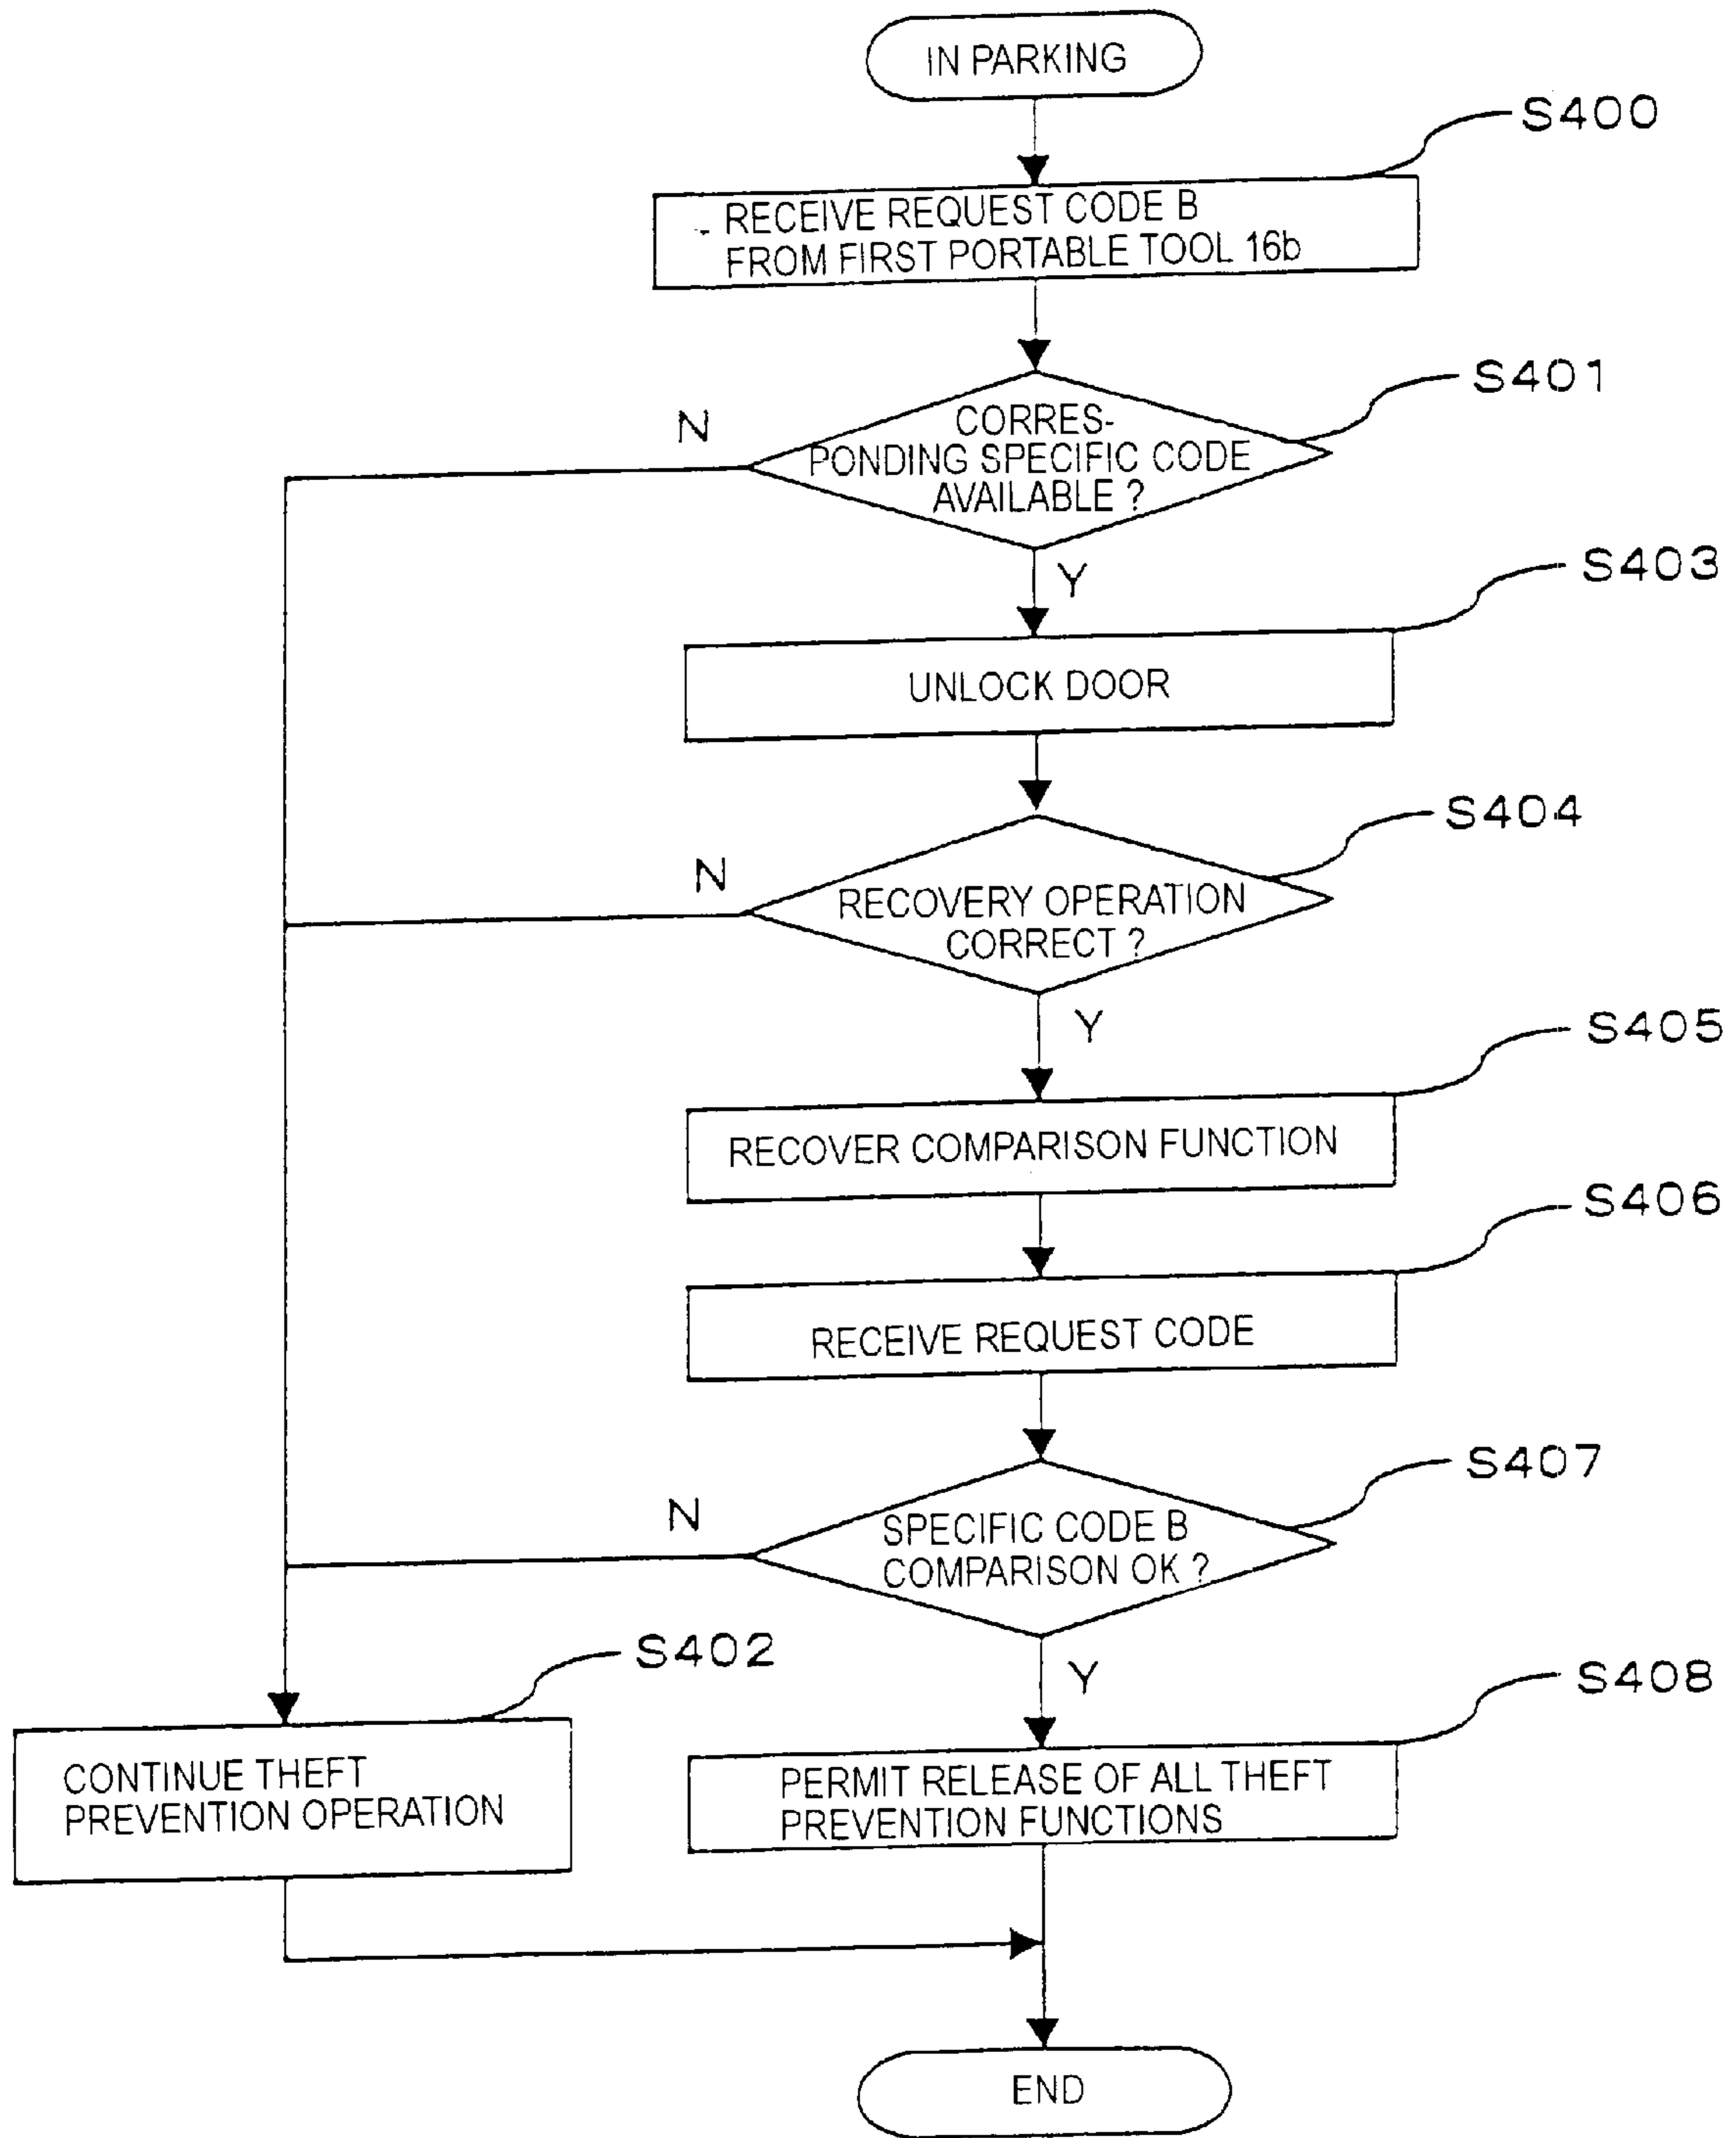 IN PARKING
S400
RECEIVE REQUEST CODE B
FROM FIRST PORTABLE TOOL 16b
S401
N
CORRES-
PONDING SPECIFIC CODE
AVAILABLE ?
Y
S403
UNLOCK DOOR
S404
N
RECOVERY OPERATION
CORRECT ?
Y
S405
RECOVER COMPARISON FUNCTION
S406
RECEIVE REQUEST CODE
S407
N
SPECIFIC CODE B
COMPARISON OK ?
S402
Y
S408
CONTINUE THEFT
PREVENTION OPERATION
PERMIT RELEASE OF ALL THEFT
PREVENTION FUNCTIONS
END